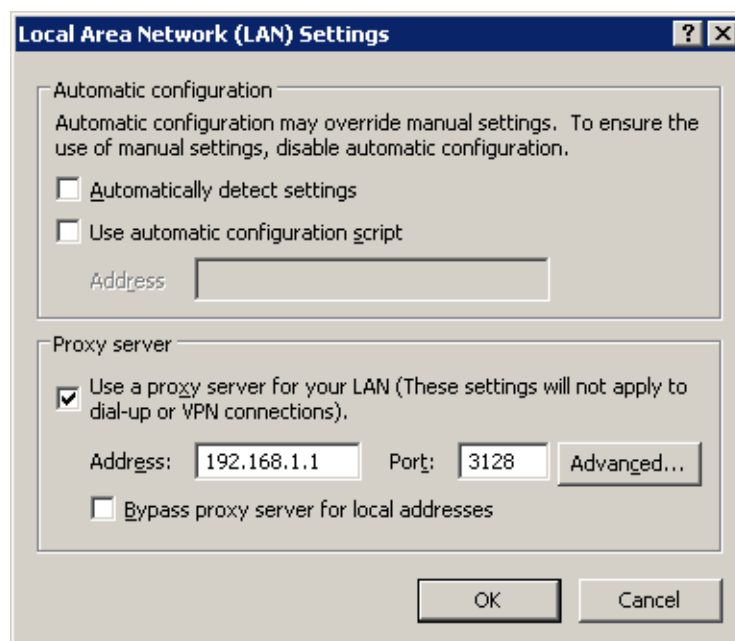 Local Area Network (LAN) Settings
Automatic configuration
Automatic configuration may override manual settings.  To ensure the
use of manual settings, disable automatic configuration.
Automatically detect settings
Use automatic configuration script
Address
Proxy server
Use a proxy server for your LAN (These settings will not apply to
dial-up or VPN connections).
Address: 192.168.1.1 Port: 3128 Advanced...
Bypass proxy server for local addresses
OK Cancel